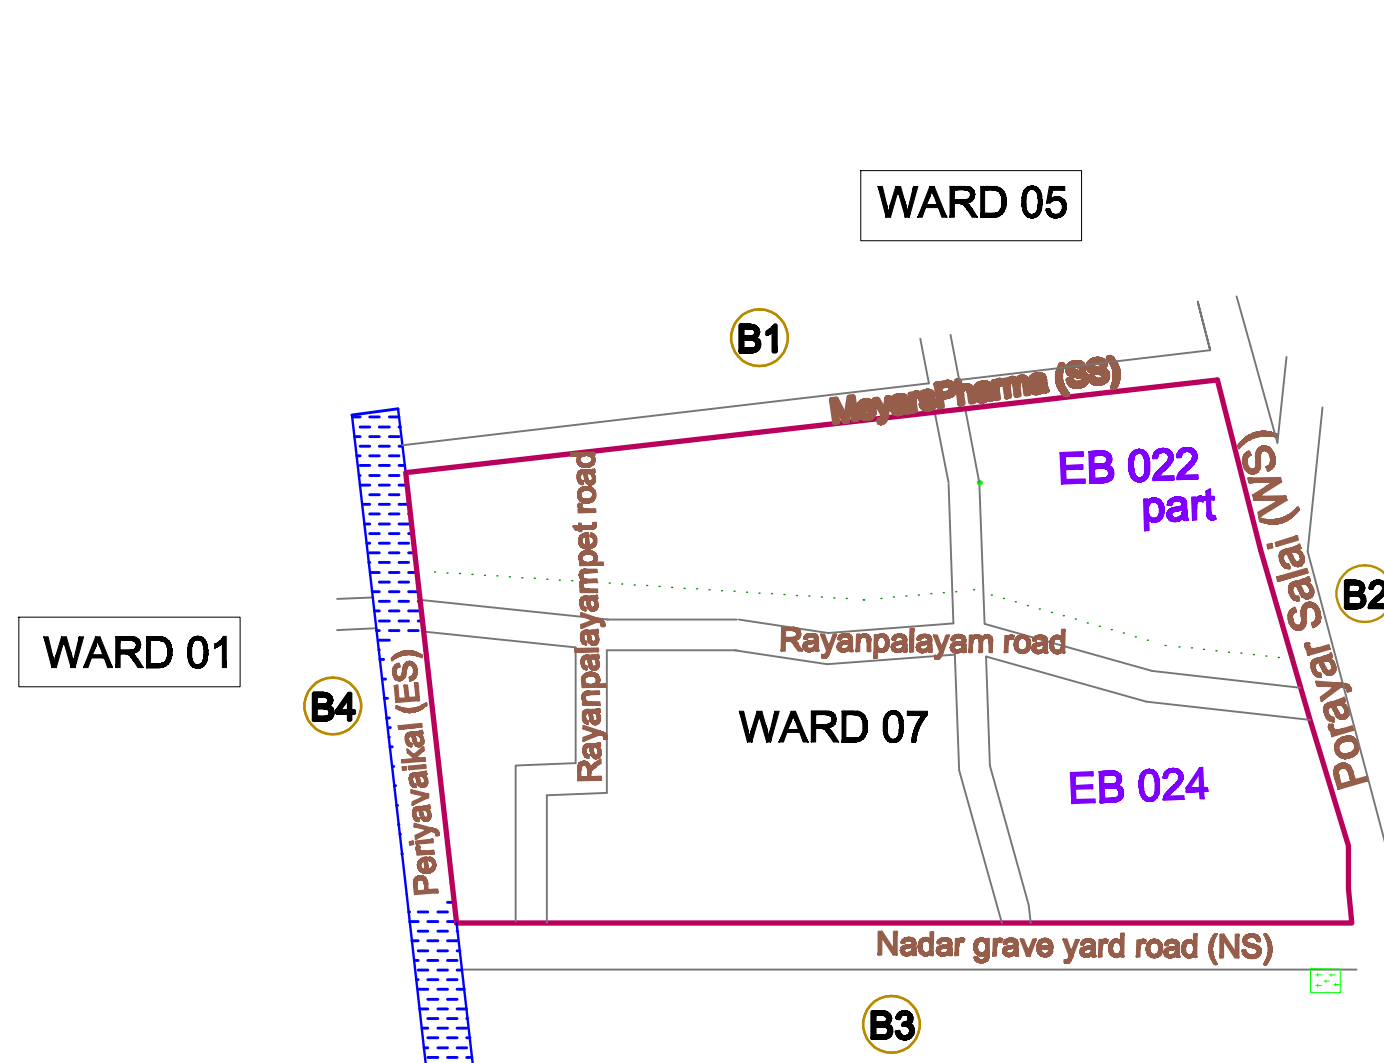 WARD 05
B1
MeyersPharma (SS)
EB 022
part
Rayanpalayampet road
Porayar Salai (WS)
B2
WARD 01
Rayanpalayam road
B4
Periyavaikal (ES)
WARD 07
EB 024
Nadar grave yard road (NS)
B3